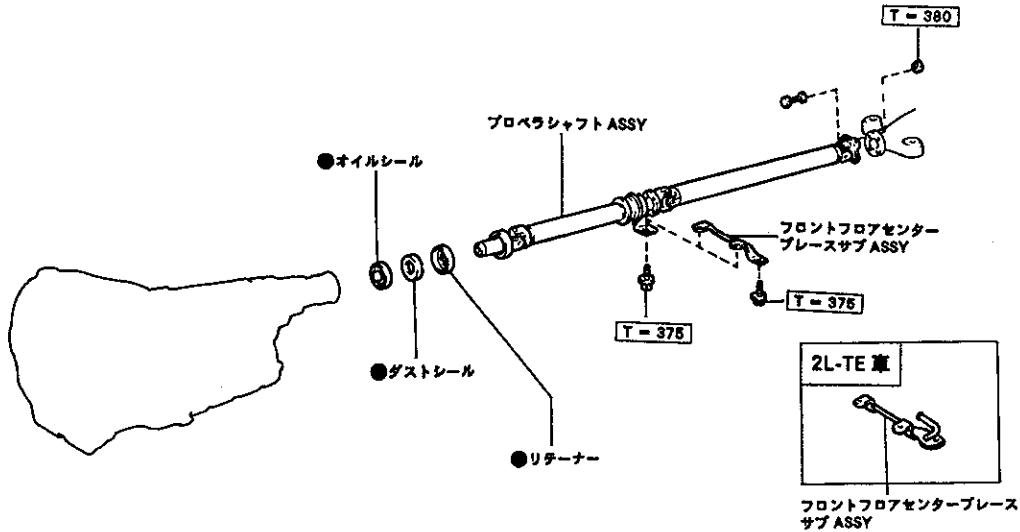 T = 380
プロペラシャフト ASSY
●オイルシール
フロントフロアセンター
ブレースサブ ASSY
T = 375
T = 375
●ダストシール
●リテーナー
2L-TE 車
フロントフロアセンターブレース
サブ ASSY